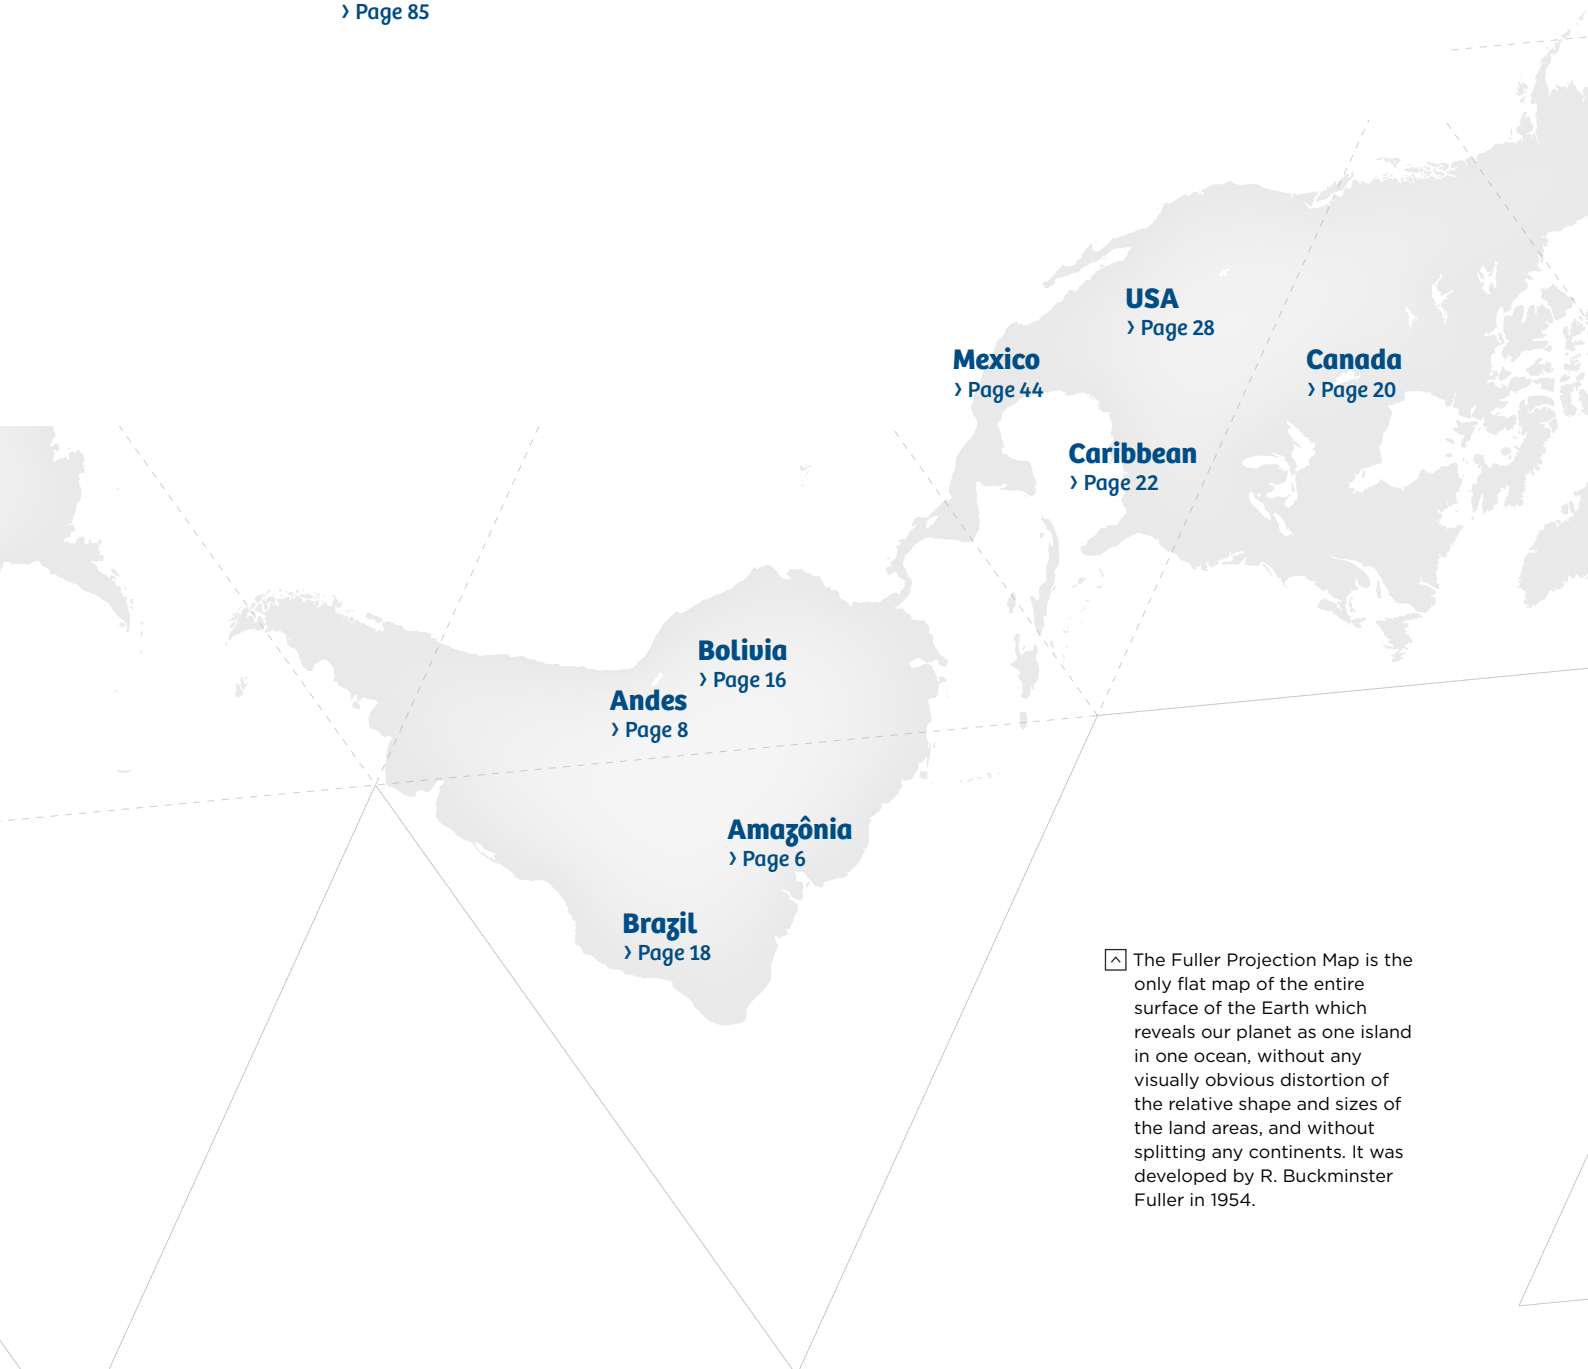 › Page 85
USA
› Page 28
Mexico
› Page 44
Canada
› Page 20
Caribbean
› Page 22
Bolivia
› Page 16
Andes
› Page 8
Amazônia
› Page 6
Brazil
› Page 18
The Fuller Projection Map is the
only flat map of the entire
surface of the Earth which
reveals our planet as one island
in one ocean, without any
visually obvious distortion of
the relative shape and sizes of
the land areas, and without
splitting any continents. It was
developed by R. Buckminster
Fuller in 1954.